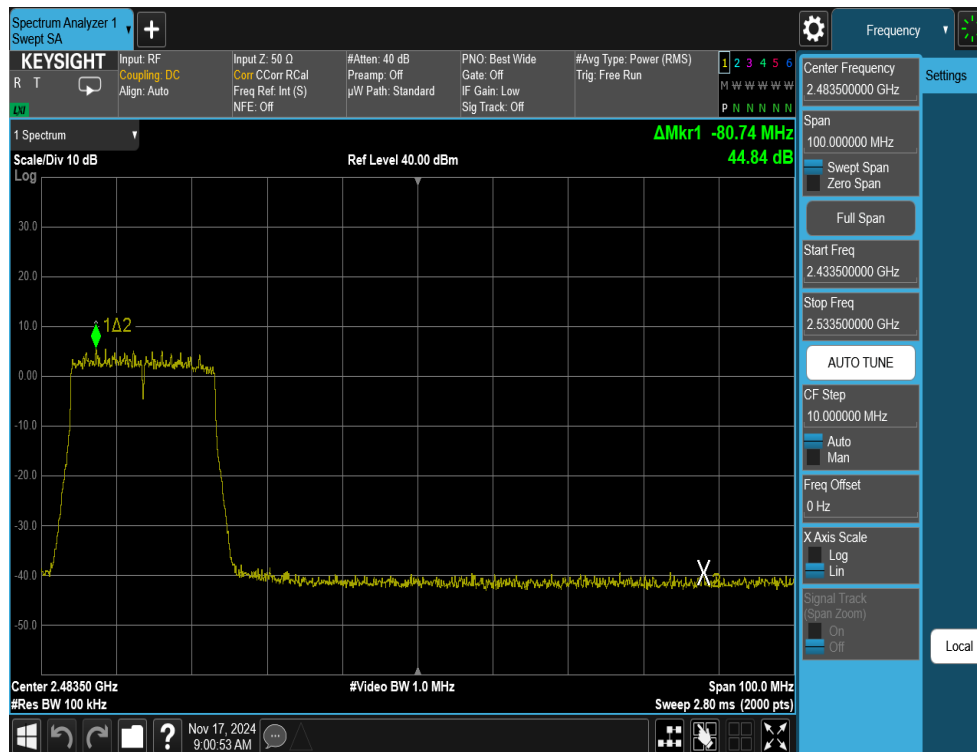 Spectrum Analyzer 1
Swept SA
+
Frequency
KEYSIGHT
R T
LXI
Input: RF
Coupling: DC
Align: Auto
Input Z: 50 Ω
Corr CCorr RCal
Freq Ref: Int (S)
NFE: Off
#Atten: 40 dB
Preamp: Off
µW Path: Standard
PNO: Best Wide
Gate: Off
IF Gain: Low
Sig Track: Off
#Avg Type: Power (RMS)
Trig: Free Run
1 2 3 4 5 6
M W W W W W
P N N N N N
1 Spectrum
Scale/Div 10 dB
Log
Ref Level 40.00 dBm
ΔMkr1 -80.74 MHz
44.84 dB
30.0
20.0
10.0
0.00
-10.0
-20.0
-30.0
-40.0
-50.0
1Δ2
X2
Center 2.48350 GHz
#Res BW 100 kHz
#Video BW 1.0 MHz
Span 100.0 MHz
Sweep 2.80 ms (2000 pts)
Center Frequency
2.483500000 GHz
Span
100.000000 MHz
Swept Span
Zero Span
Full Span
Start Freq
2.433500000 GHz
Stop Freq
2.533500000 GHz
AUTO TUNE
CF Step
10.000000 MHz
Auto
Man
Freq Offset
0 Hz
X Axis Scale
Log
Lin
Signal Track
(Span Zoom)
On
Off
Settings
Local
?
Nov 17, 2024
9:00:53 AM